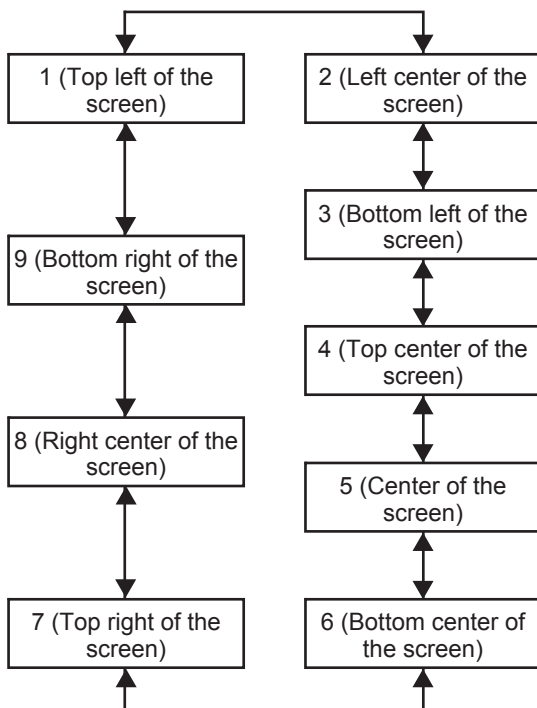 1 (Top left of the
screen)
2 (Left center of the
screen)
3 (Bottom left of the
screen)
9 (Bottom right of the
screen)
4 (Top center of the
screen)
8 (Right center of the
screen)
5 (Center of the
screen)
7 (Top right of the
screen)
6 (Bottom center of
the screen)